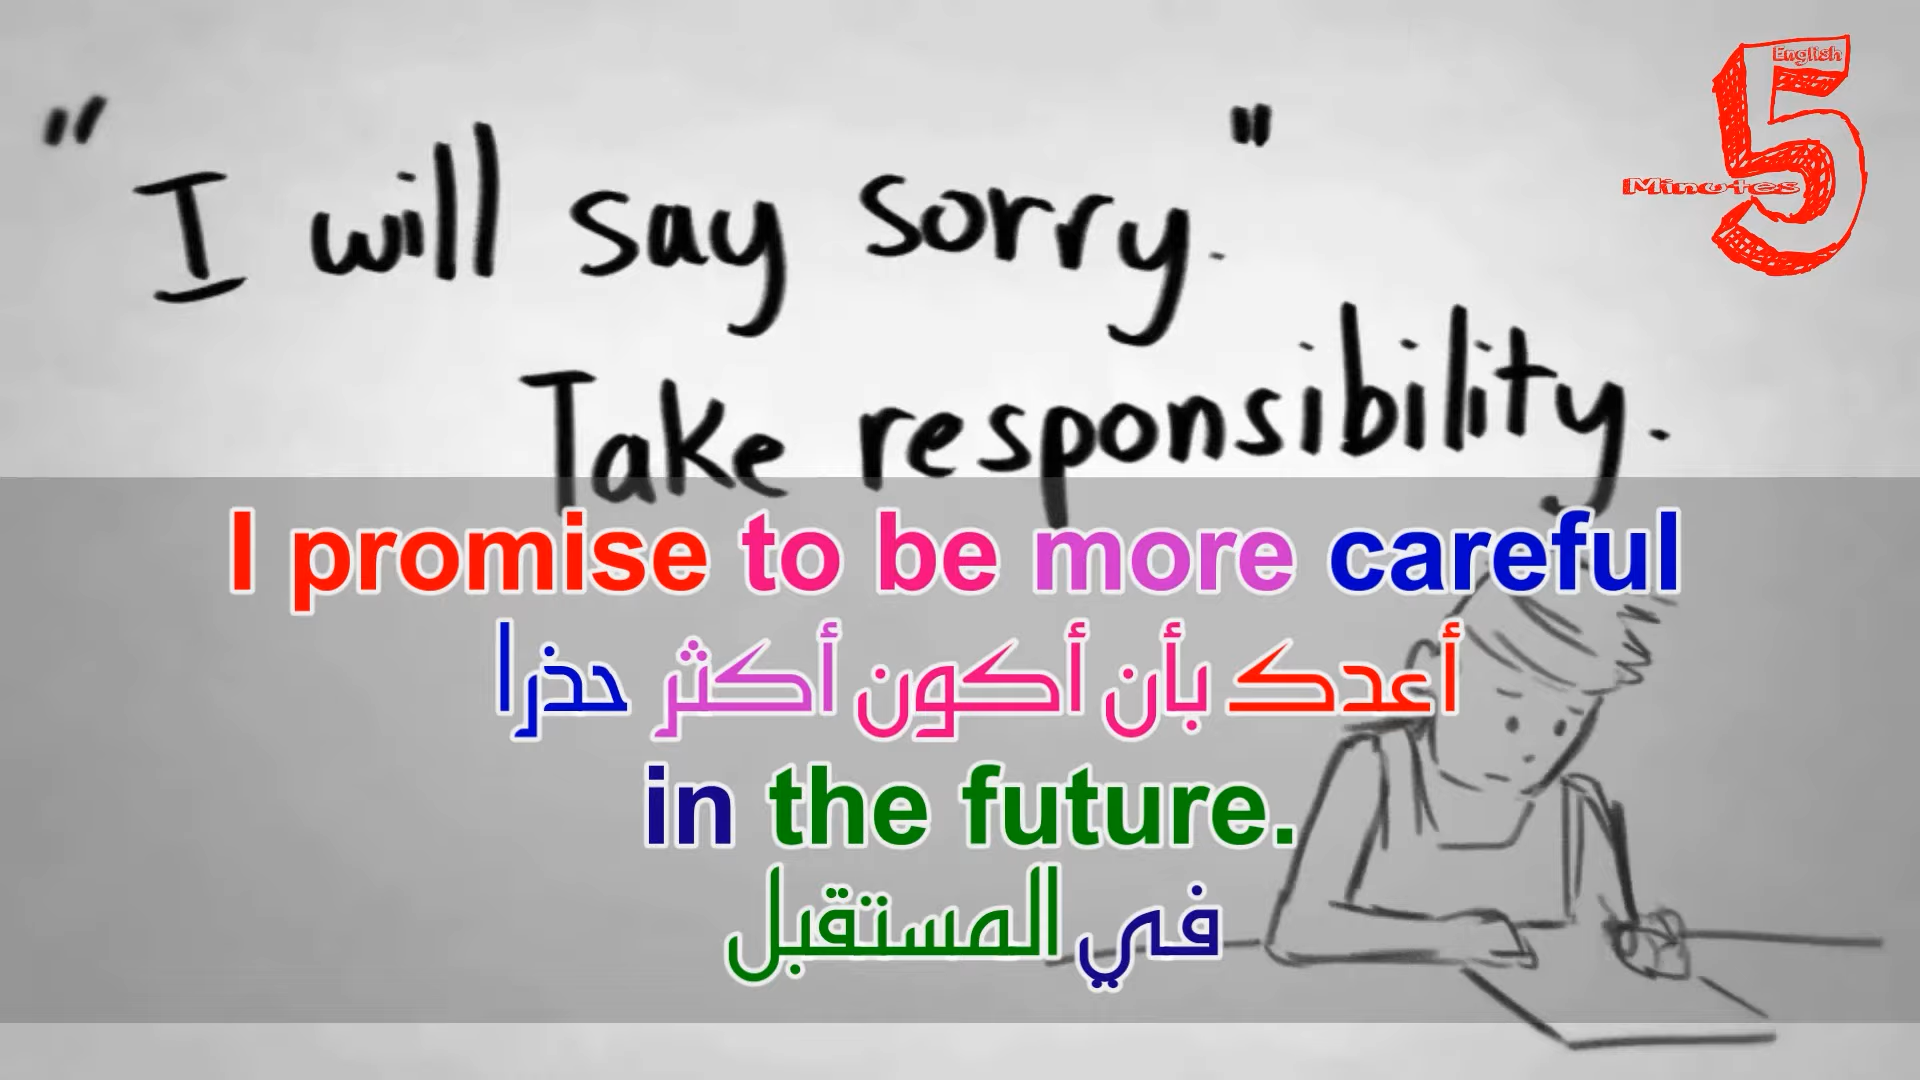 English
5
Minutes
" I will say sorry. "
Take responsibility.
I promise to be more careful
أعدك بأن أكون أكثر حذرا
in the future.
في المستقبل